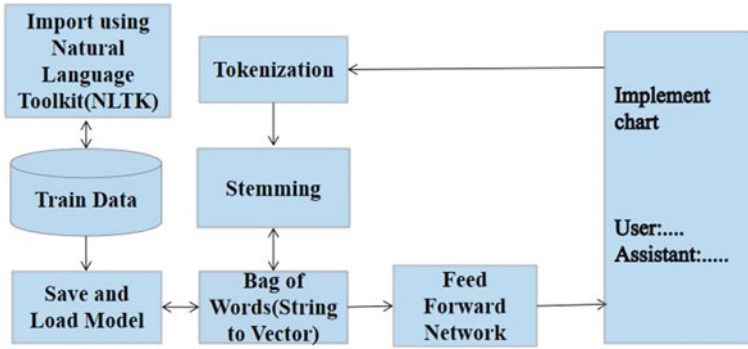 Import using
Natural
Language
Toolkit(NLTK)
Tokenization
Implement
chart
User:....
Assistant:.....
Train Data
Stemming
Save and
Load Model
Bag of
Words(String
to Vector)
Feed
Forward
Network